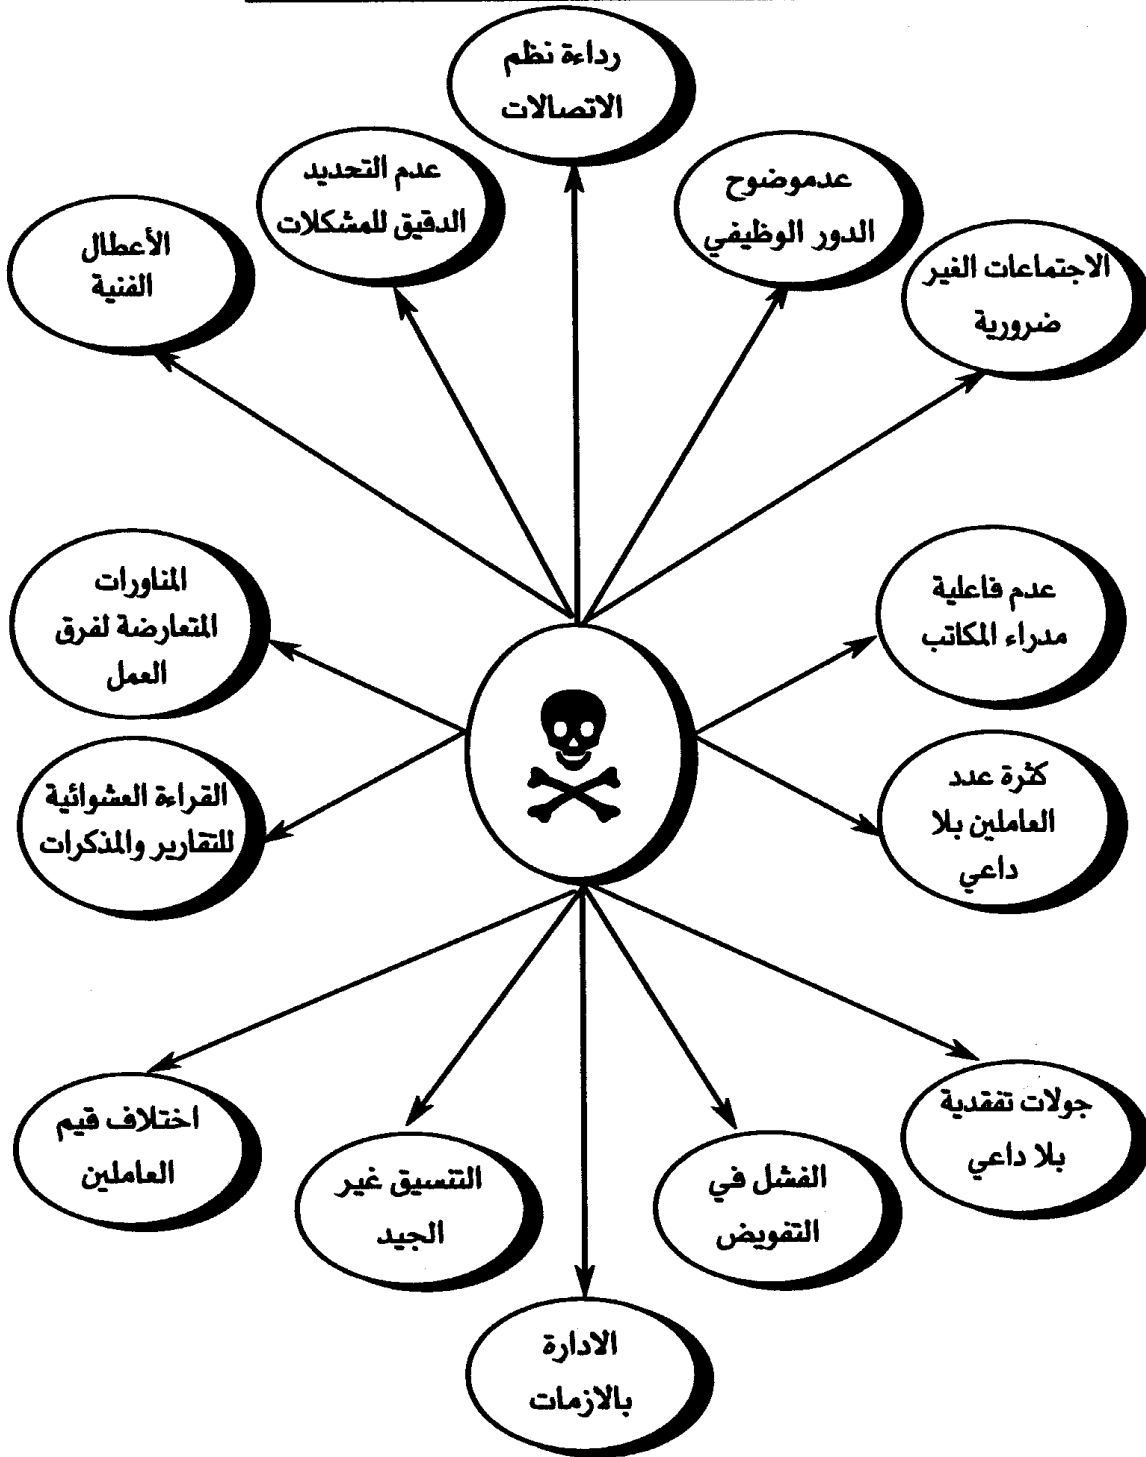 رداءة نظم
الاتصالات
عدم التحديد
الدقيق للمشكلات
عدموضوح
الدور الوظيفي
الأعطال
الفنية
الاجتماعات الغير
ضرورية
المناورات
المتعارضة لفرق
العمل
عدم فاعلية
مدراء المكاتب
القراءة العشوائية
للتقارير والمذكرات
كثرة عدد
العاملين بلا
داعي
اختلاف قيم
العاملين
التنسيق غير
الجيد
الفشل في
التفويض
جولات تفقدية
بلا داعي
الادارة
بالازمات